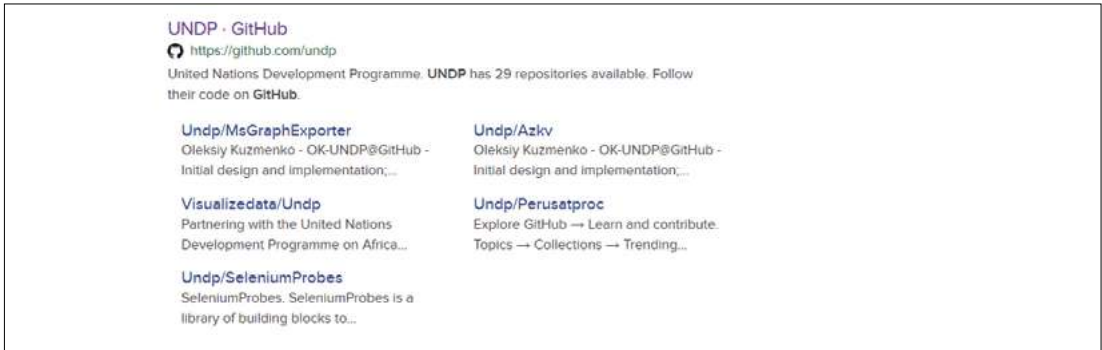 UNDP · GitHub
https://github.com/undp
United Nations Development Programme. UNDP has 29 repositories available. Follow
their code on GitHub.
Undp/MsGraphExporter
Oleksiy Kuzmenko - OK-UNDP@GitHub -
Initial design and implementation;...
Undp/Azkv
Oleksiy Kuzmenko - OK-UNDP@GitHub -
Initial design and implementation;...
Visualizedata/Undp
Partnering with the United Nations
Development Programme on Africa...
Undp/Perusatproc
Explore GitHub → Learn and contribute.
Topics → Collections → Trending...
Undp/SeleniumProbes
SeleniumProbes. SeleniumProbes is a
library of building blocks to...